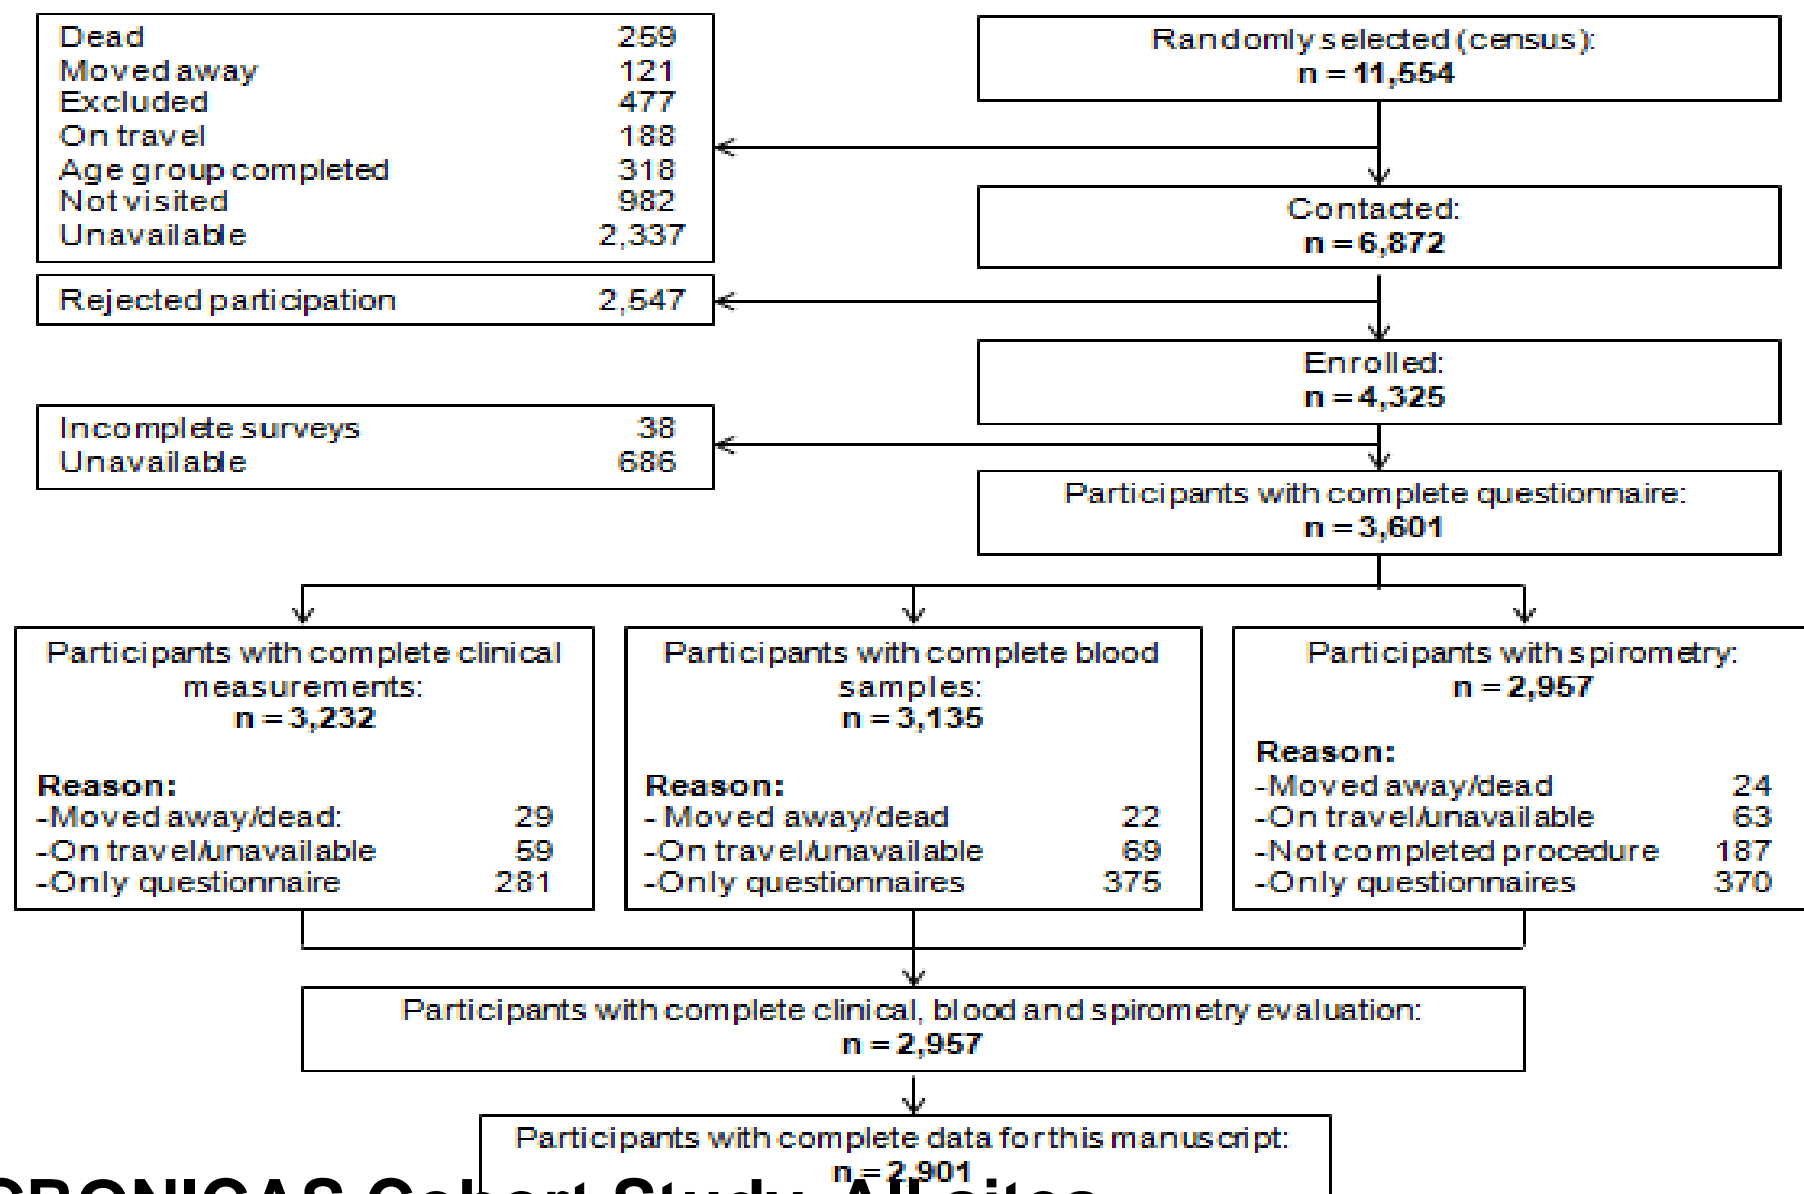 Dead 259
Moved away 121
Excluded 477
On travel 188
Age group completed 318
Not visited 982
Unavailable 2,337
Randomly selected (census):
n = 11,554
Contacted:
n = 6,872
Rejected participation 2,547
Enrolled:
n = 4,325
Incomplete surveys 38
Unavailable 686
Participants with complete questionnaire:
n = 3,601
Participants with complete clinical
measurements:
n = 3,232
Reason:
-Moved away/dead: 29
-On travel/unavailable 59
-Only questionnaire 281
Participants with complete blood
samples:
n = 3,135
Reason:
- Moved away/dead 22
-On travel/unavailable 69
-Only questionnaires 375
Participants with spirometry:
n = 2,957
Reason:
-Moved away/dead 24
-On travel/unavailable 63
-Not completed procedure 187
-Only questionnaires 370
Participants with complete clinical, blood and spirometry evaluation:
n = 2,957
Participants with complete data for this manuscript:
n = 2,901
CRONICAS Cohort Study, All sites